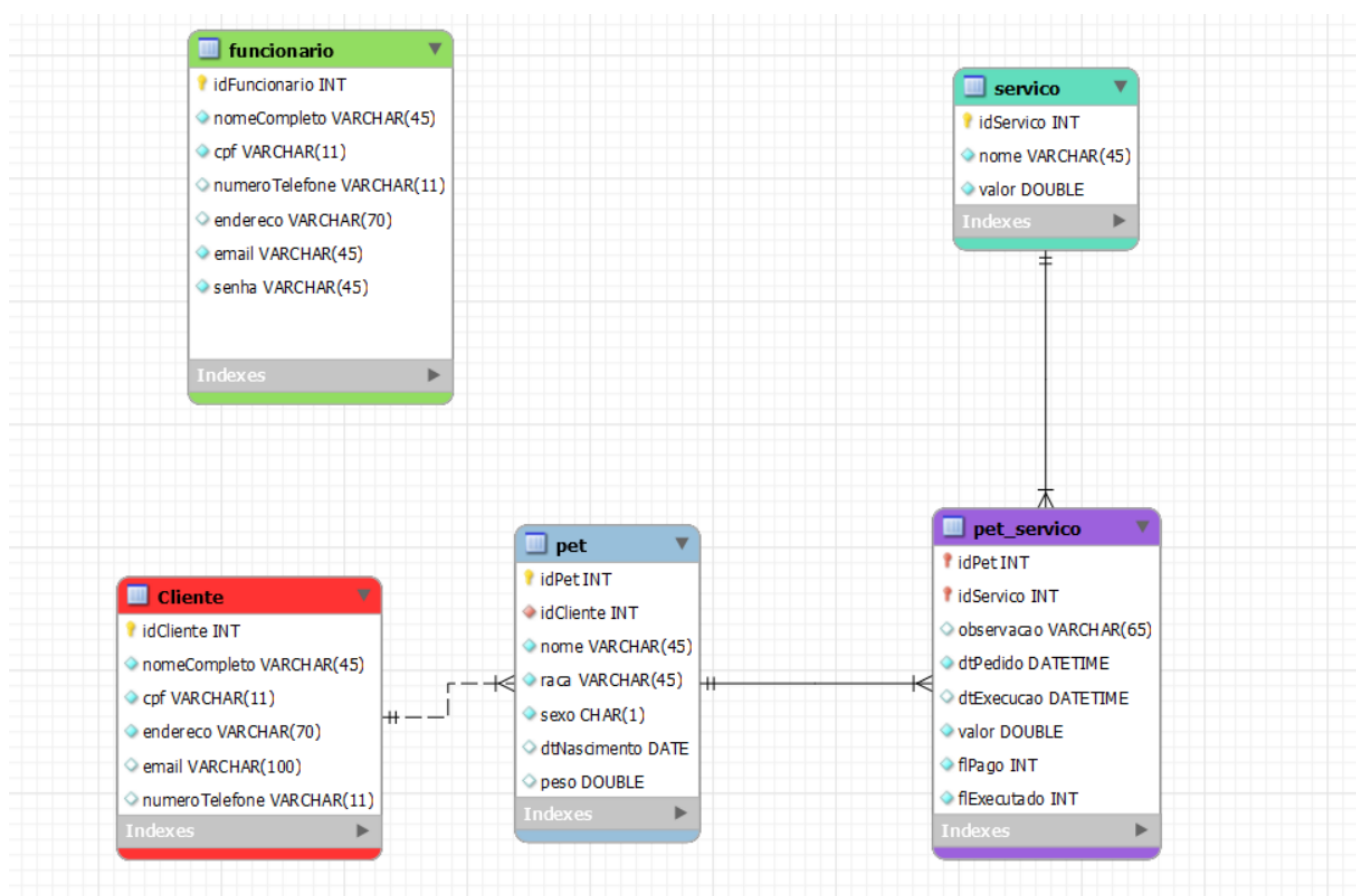 funcionario
idFuncionario INT
nomeCompleto VARCHAR(45)
cpf VARCHAR(11)
numeroTelefone VARCHAR(11)
endereco VARCHAR(70)
email VARCHAR(45)
senha VARCHAR(45)
Indexes
servico
idServico INT
nome VARCHAR(45)
valor DOUBLE
Indexes
Cliente
idCliente INT
nomeCompleto VARCHAR(45)
cpf VARCHAR(11)
endereco VARCHAR(70)
email VARCHAR(100)
numeroTelefone VARCHAR(11)
Indexes
pet
idPet INT
idCliente INT
nome VARCHAR(45)
raca VARCHAR(45)
sexo CHAR(1)
dtNascimento DATE
peso DOUBLE
Indexes
pet_servico
idPet INT
idServico INT
observacao VARCHAR(65)
dtPedido DATETIME
dtExecucao DATETIME
valor DOUBLE
flPago INT
flExecutado INT
Indexes